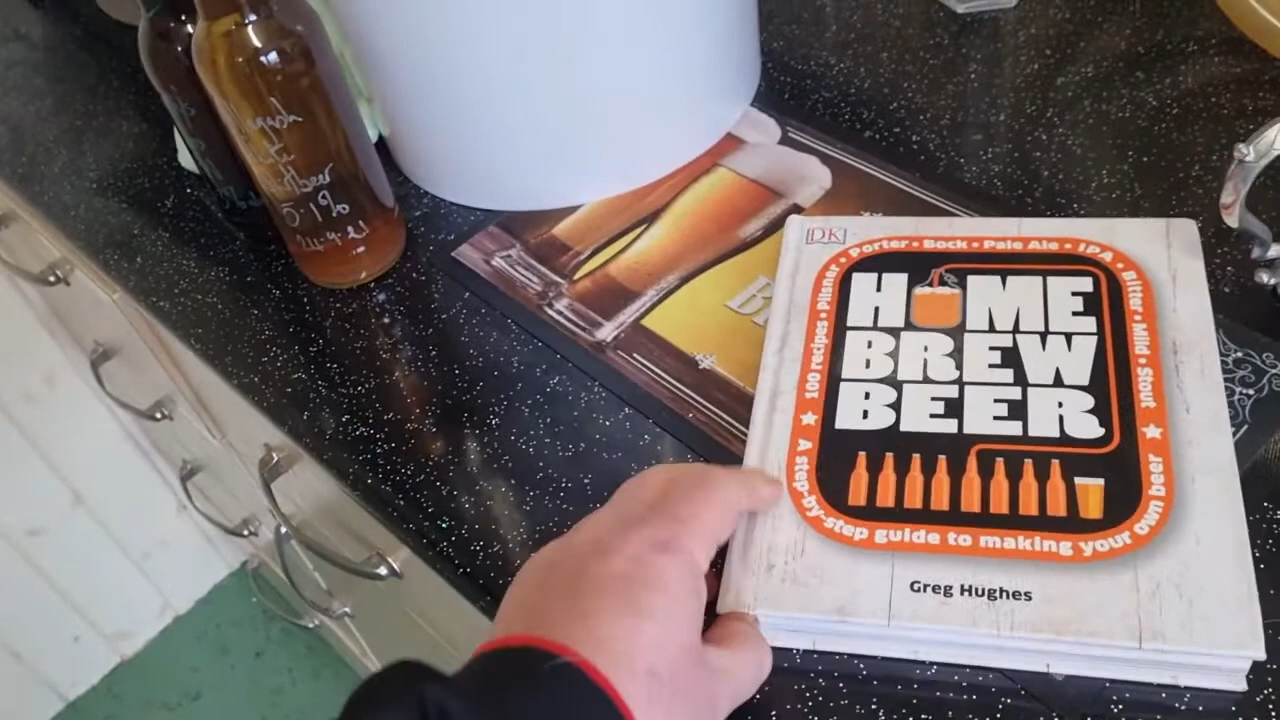 DK
Porter • Bock • Pale Ale • IPA • Bitter • Mild • Stout
100 recipes • Pilsner •
HOME
BREW
BEER
A step-by-step guide to making your own beer
Greg Hughes
5.1%